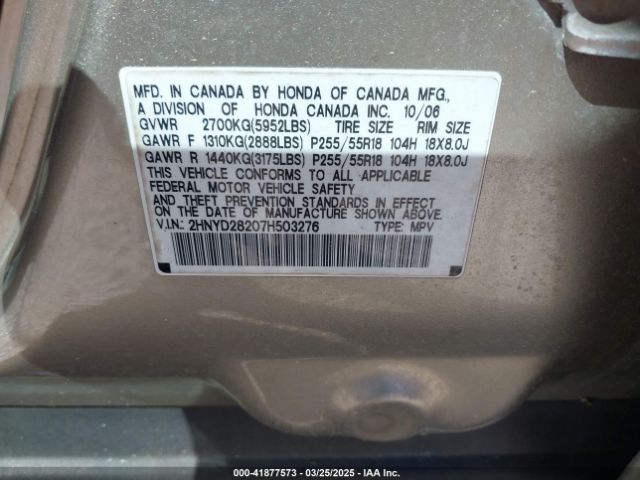 MFD. IN CANADA BY HONDA OF CANADA MFG.,
A DIVISION OF HONDA CANADA INC. 10/06
GVWR 2700KG(5952LBS) TIRE SIZE RIM SIZE
GAWR F 1310KG(2888LBS) P255/55R18 104H 18X8.0J
GAWR R 1440KG(3175LBS) P255/55R18 104H 18X8.0J
THIS VEHICLE CONFORMS TO ALL APPLICABLE
FEDERAL MOTOR VEHICLE SAFETY
AND THEFT PREVENTION STANDARDS IN EFFECT
ON THE DATE OF MANUFACTURE SHOWN ABOVE.
V.I.N.: 2HNYD28207H503276 TYPE: MPV
0-41877573 | 03/25/2025 - IAA Inc.